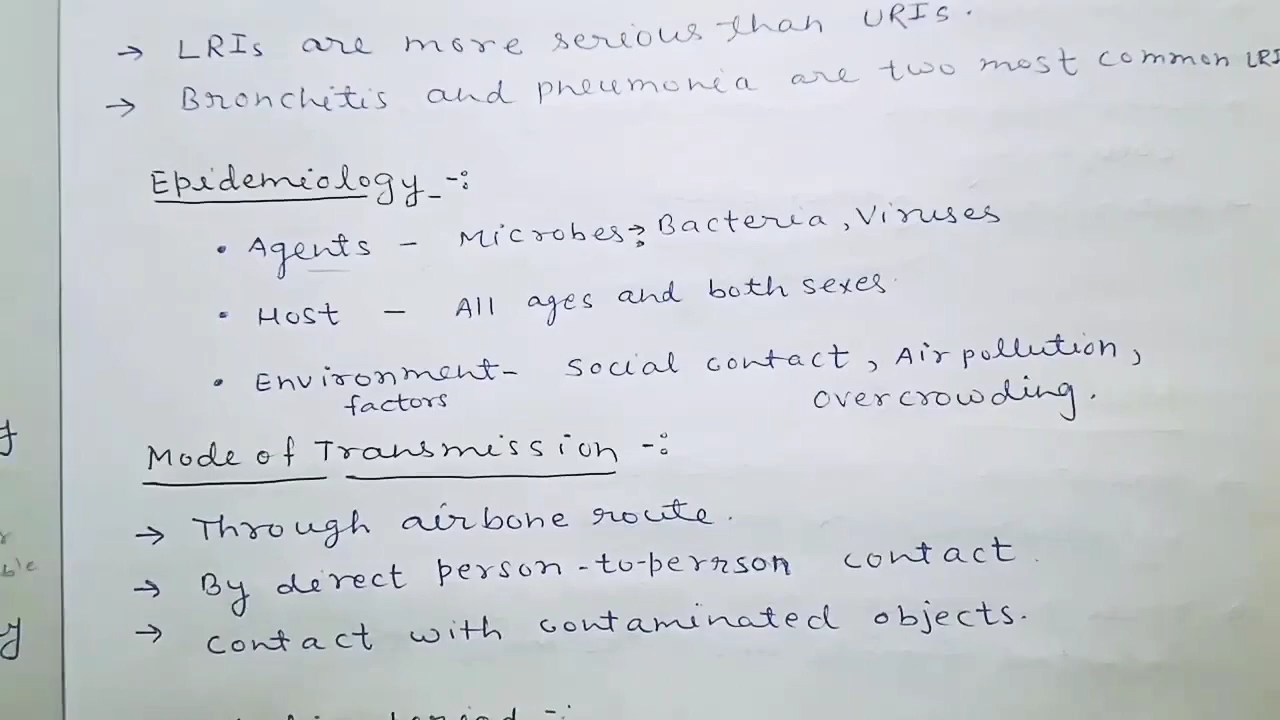 → LRIs are more serious than URIs.
→ Bronchitis and pneumonia are two most common LRI
Epidemiology -:
• Agents - Microbes → Bacteria, Viruses
• Host - All ages and both sexes.
• Environment - Social contact, Air pollution,
factors overcrowding.
Mode of Transmission -:
→ Through airbone route.
→ By direct person-to-perrson contact.
→ contact with contaminated objects.
period -: